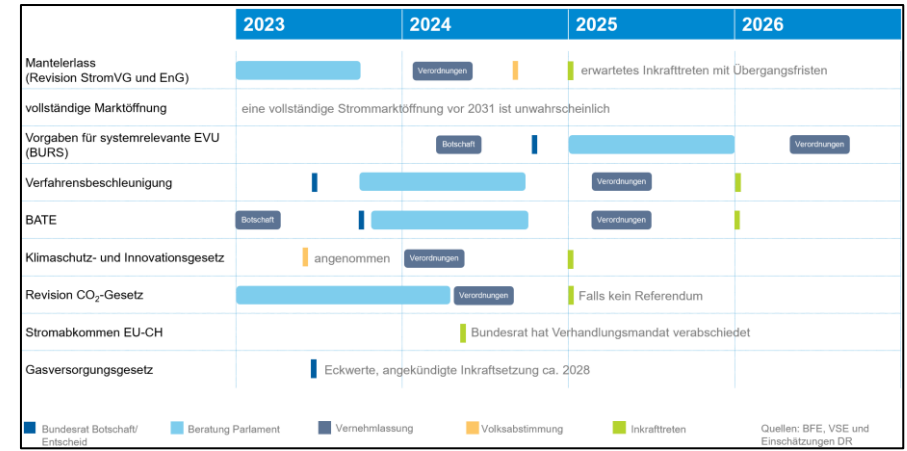 2023 2024 2025 2026
Mantelerlass
(Revision StromVG und EnG)
Verordnungen
erwartetes Inkrafttreten mit Übergangsfristen
vollständige Marktöffnung
eine vollständige Strommarktöffnung vor 2031 ist unwahrscheinlich
Vorgaben für systemrelevante EVU
(BURS)
Botschaft
Verordnungen
Verfahrensbeschleunigung
Verordnungen
BATE
Botschaft
Verordnungen
Klimaschutz- und Innovationsgesetz
angenommen
Verordnungen
Revision CO₂-Gesetz
Verordnungen
Falls kein Referendum
Stromabkommen EU-CH
Bundesrat hat Verhandlungsmandat verabschiedet
Gasversorgungsgesetz
Eckwerte, angekündigte Inkraftsetzung ca. 2028
Bundesrat Botschaft/
Entscheid
Beratung Parlament
Vernehmlassung
Volksabstimmung
Inkrafttreten
Quellen: BFE, VSE und
Einschätzungen DR